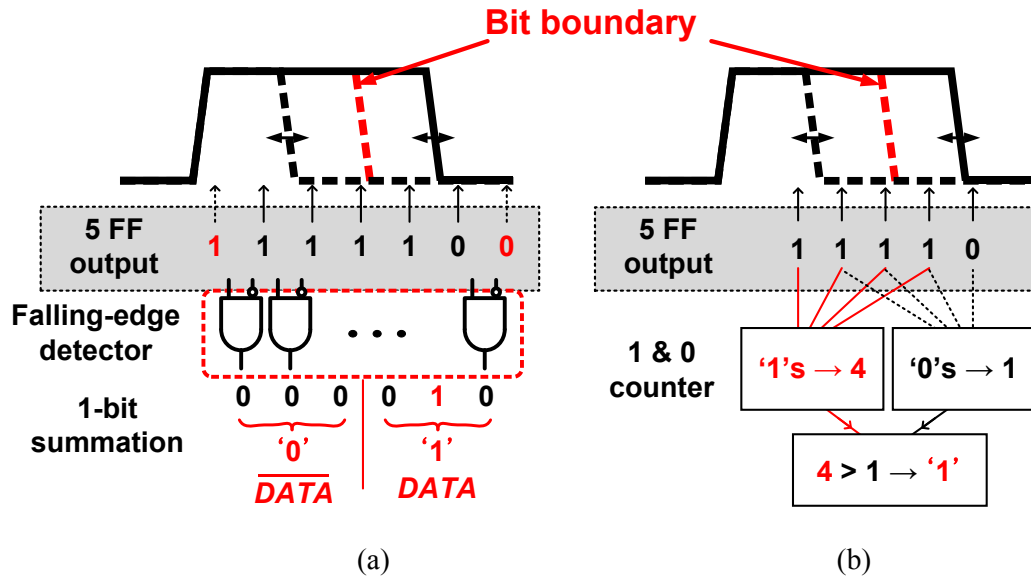 Bit boundary
5 FF
output
1 1 1 1 1 0 0
Falling-edge
detector
1-bit
summation
0 0 0 0 1 0
‘0’ ‘1’
DATA DATA
(a)
5 FF
output
1 1 1 1 0
1 & 0
counter
‘1’s → 4
‘0’s → 1
4 > 1 → ‘1’
(b)